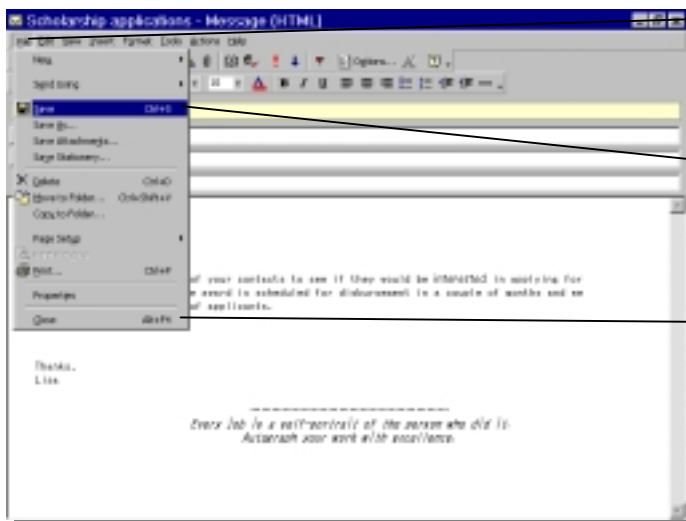 Scholarship applications - Message (HTML)
File Edit View Insert Format Tools Actions Help
Options...
New
Send Using
Save Ctrl+S
Save As...
Save Attachments...
Save Stationery...
Delete Ctrl+D
Move to Folder... Ctrl+Shift+V
Copy to Folder...
Page Setup
Print... Ctrl+P
Properties
Close Alt+F4
of your contacts to see if they would be interested in applying for
award is scheduled for disbursement in a couple of months and we
of applicants.
Thanks,
Lisa
Every job is a self-portrait of the person who did it.
Autograph your work with excellence.